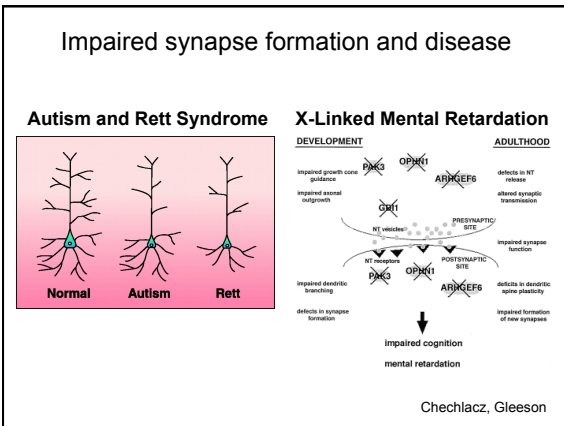 Impaired synapse formation and disease
Autism and Rett Syndrome
Normal Autism Rett
X-Linked Mental Retardation
DEVELOPMENT
ADULTHOOD
PAK3
OPHN1
ARHGEF6
GDI1
impaired growth cone
guidance
impaired axonal
outgrowth
defects in NT
release
altered synaptic
transmission
NT vesicles
PRESYNAPTIC
SITE
impaired synapse
function
NT receptors
POSTSYNAPTIC
SITE
PAK3
OPHN1
ARHGEF6
impaired dendritic
branching
defects in synapse
formation
deficits in dendritic
spine plasticity
impaired formation
of new synapses
impaired cognition
mental retardation
Chechlacz, Gleeson